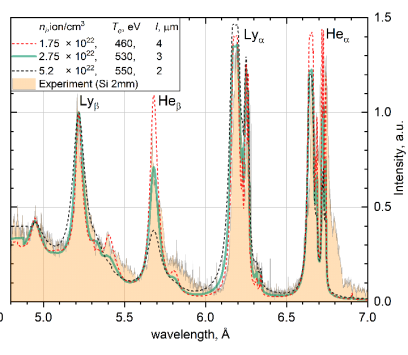 nᵢ,ion/cm³ Tₑ, eV l, μm
1.75 × 10²², 460, 4
2.75 × 10²², 530, 3
5.2 × 10²², 550, 2
Experiment (Si 2mm)
Lyα
Heα
Lyβ
Heβ
1.5
1.0
0.5
0.0
Intensity, a.u.
0 5.0 5.5 6.0 6.5 7.0
wavelength, Å